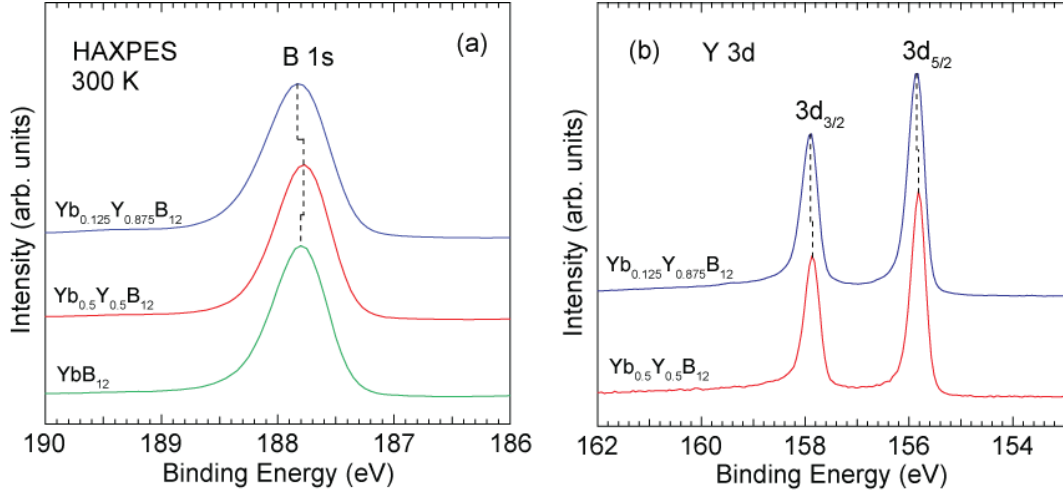 HAXPES
300 K
B 1s
(a)
Yb0.125Y0.875B12
Yb0.5Y0.5B12
YbB12
Intensity (arb. units)
190 189 188 187 186
Binding Energy (eV)
(b)
Y 3d
3d5/2
3d3/2
Yb0.125Y0.875B12
Yb0.5Y0.5B12
Intensity (arb. units)
162 160 158 156 154
Binding Energy (eV)